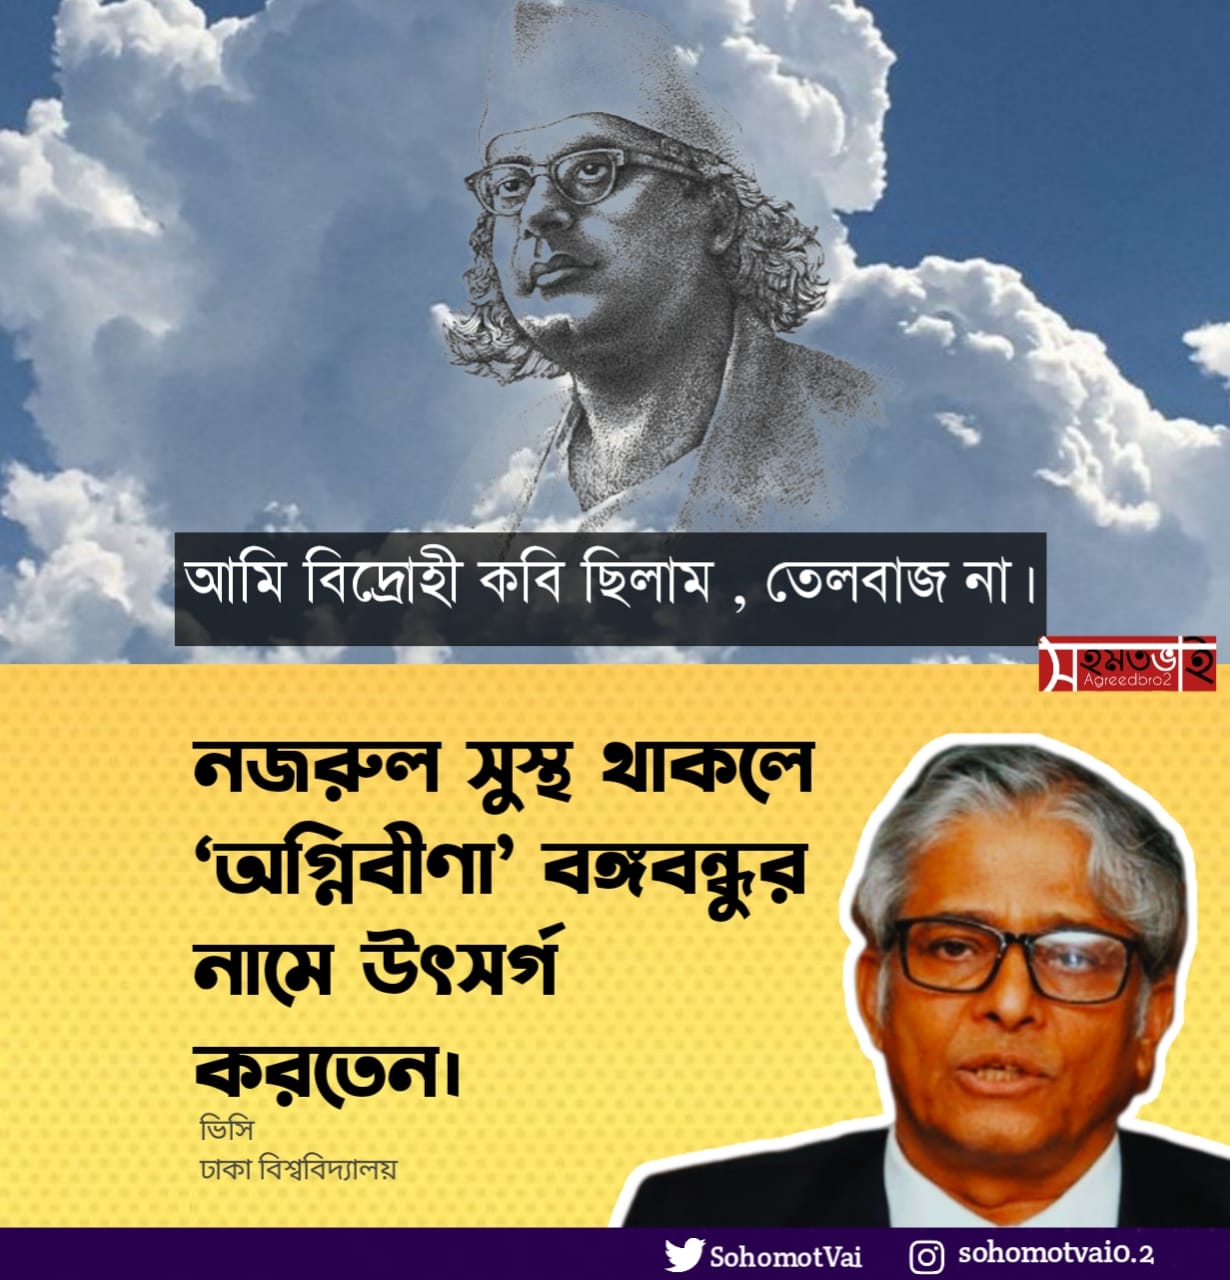 আমি বিদ্রোহী কবি ছিলাম , তেলবাজ না।
সহমতভাই
Agreedbro2
নজরুল সুস্থ থাকলে
‘অগ্নিবীণা’ বঙ্গবন্ধুর
নামে উৎসর্গ
করতেন।
ভিসি
ঢাকা বিশ্ববিদ্যালয়
SohomotVai
sohomotvai0.2